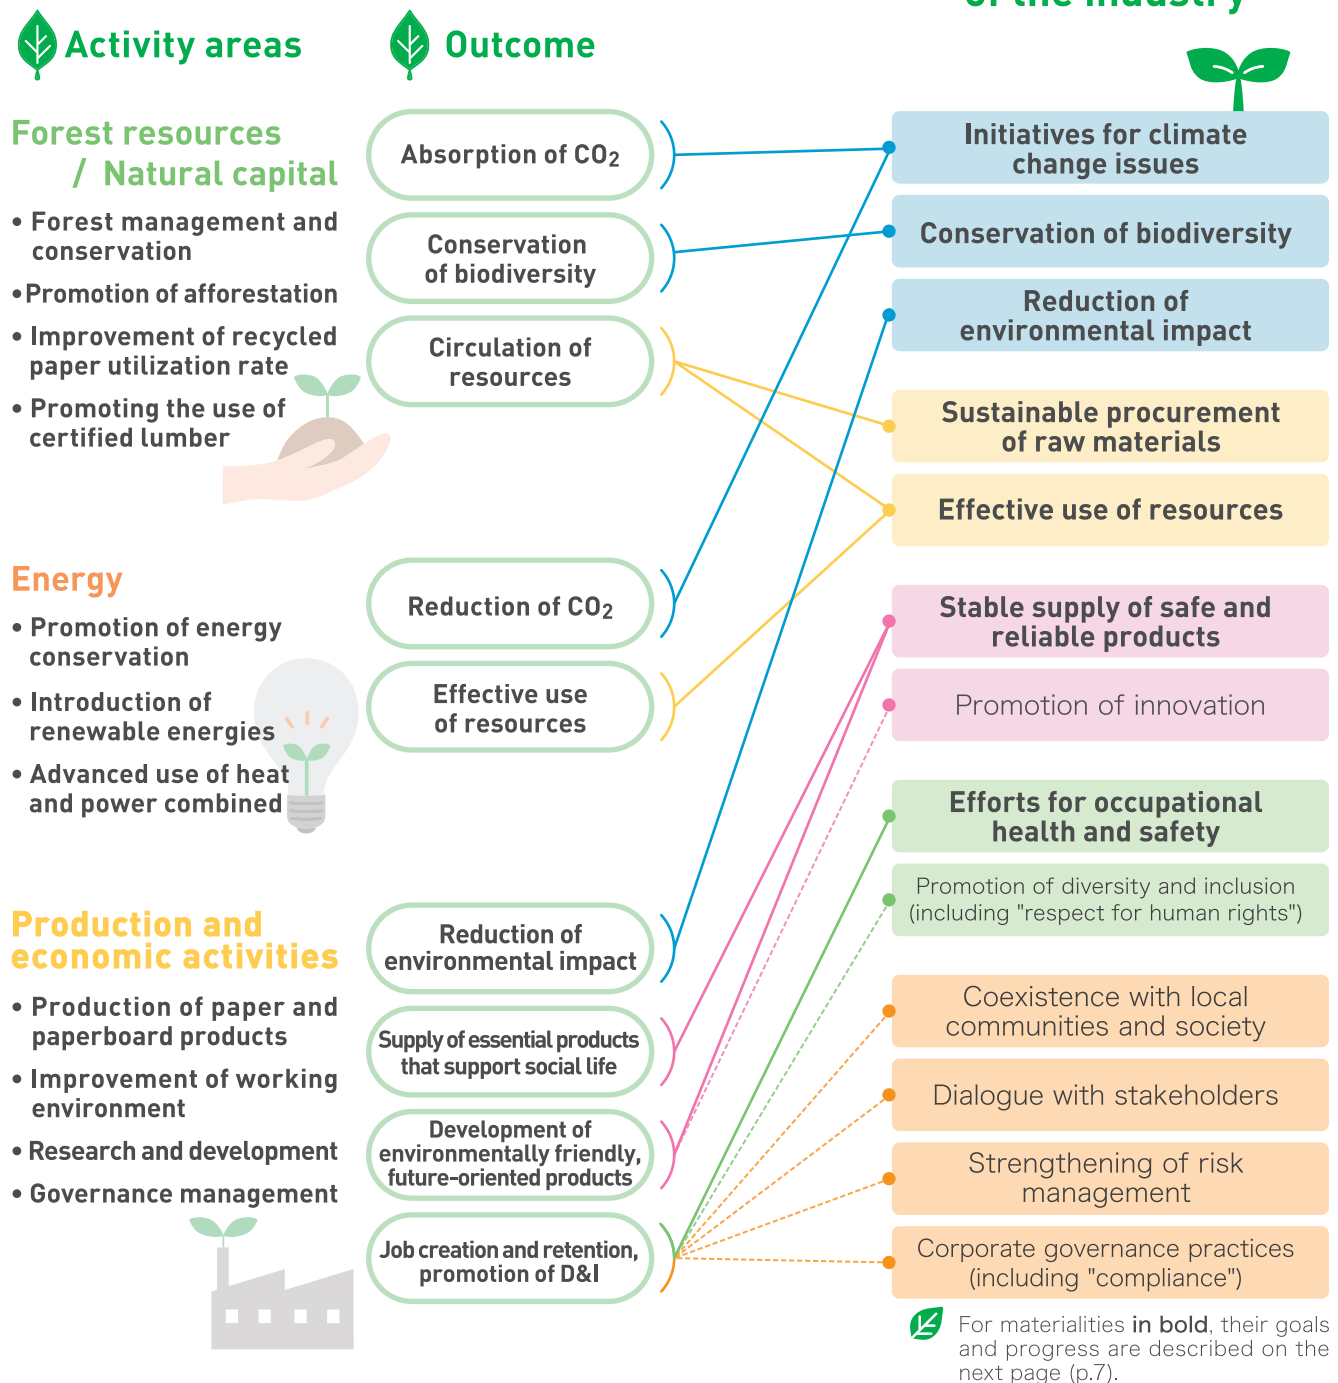 of the industry
Activity areas
Outcome
Forest resources
/ Natural capital
• Forest management and
conservation
• Promotion of afforestation
• Improvement of recycled
paper utilization rate
• Promoting the use of
certified lumber
Energy
• Promotion of energy
conservation
• Introduction of
renewable energies
• Advanced use of heat
and power combined
Production and
economic activities
• Production of paper and
paperboard products
• Improvement of working
environment
• Research and development
• Governance management
Absorption of CO₂
Conservation
of biodiversity
Circulation of
resources
Reduction of CO₂
Effective use
of resources
Reduction of
environmental impact
Supply of essential products
that support social life
Development of
environmentally friendly,
future-oriented products
Job creation and retention,
promotion of D&I
Initiatives for climate
change issues
Conservation of biodiversity
Reduction of
environmental impact
Sustainable procurement
of raw materials
Effective use of resources
Stable supply of safe and
reliable products
Promotion of innovation
Efforts for occupational
health and safety
Promotion of diversity and inclusion
(including "respect for human rights")
Coexistence with local
communities and society
Dialogue with stakeholders
Strengthening of risk
management
Corporate governance practices
(including "compliance")
For materialities in bold, their goals
and progress are described on the
next page (p.7).